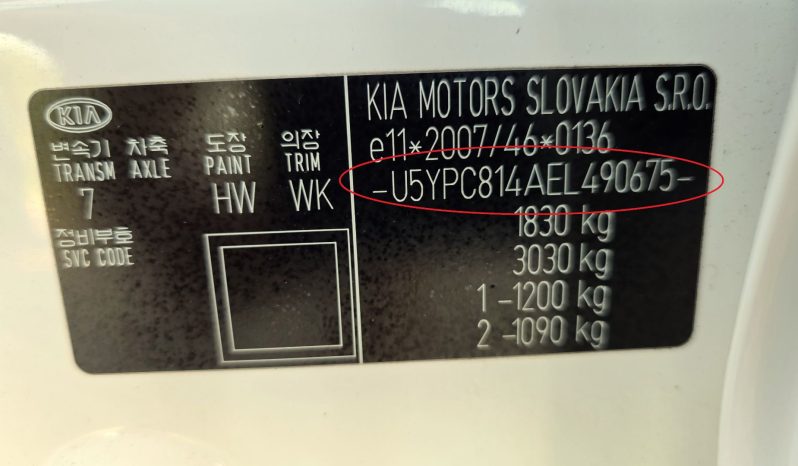 KIA
변속기 차축 도장 의장
TRANSM AXLE PAINT TRIM
7 HW WK
정비부호
SVC CODE
KIA MOTORS SLOVAKIA S.R.O.
e11*2007/46*0136
-U5YPC814AEL490675-
1830 kg
3030 kg
1 -1200 kg
2 -1090 kg